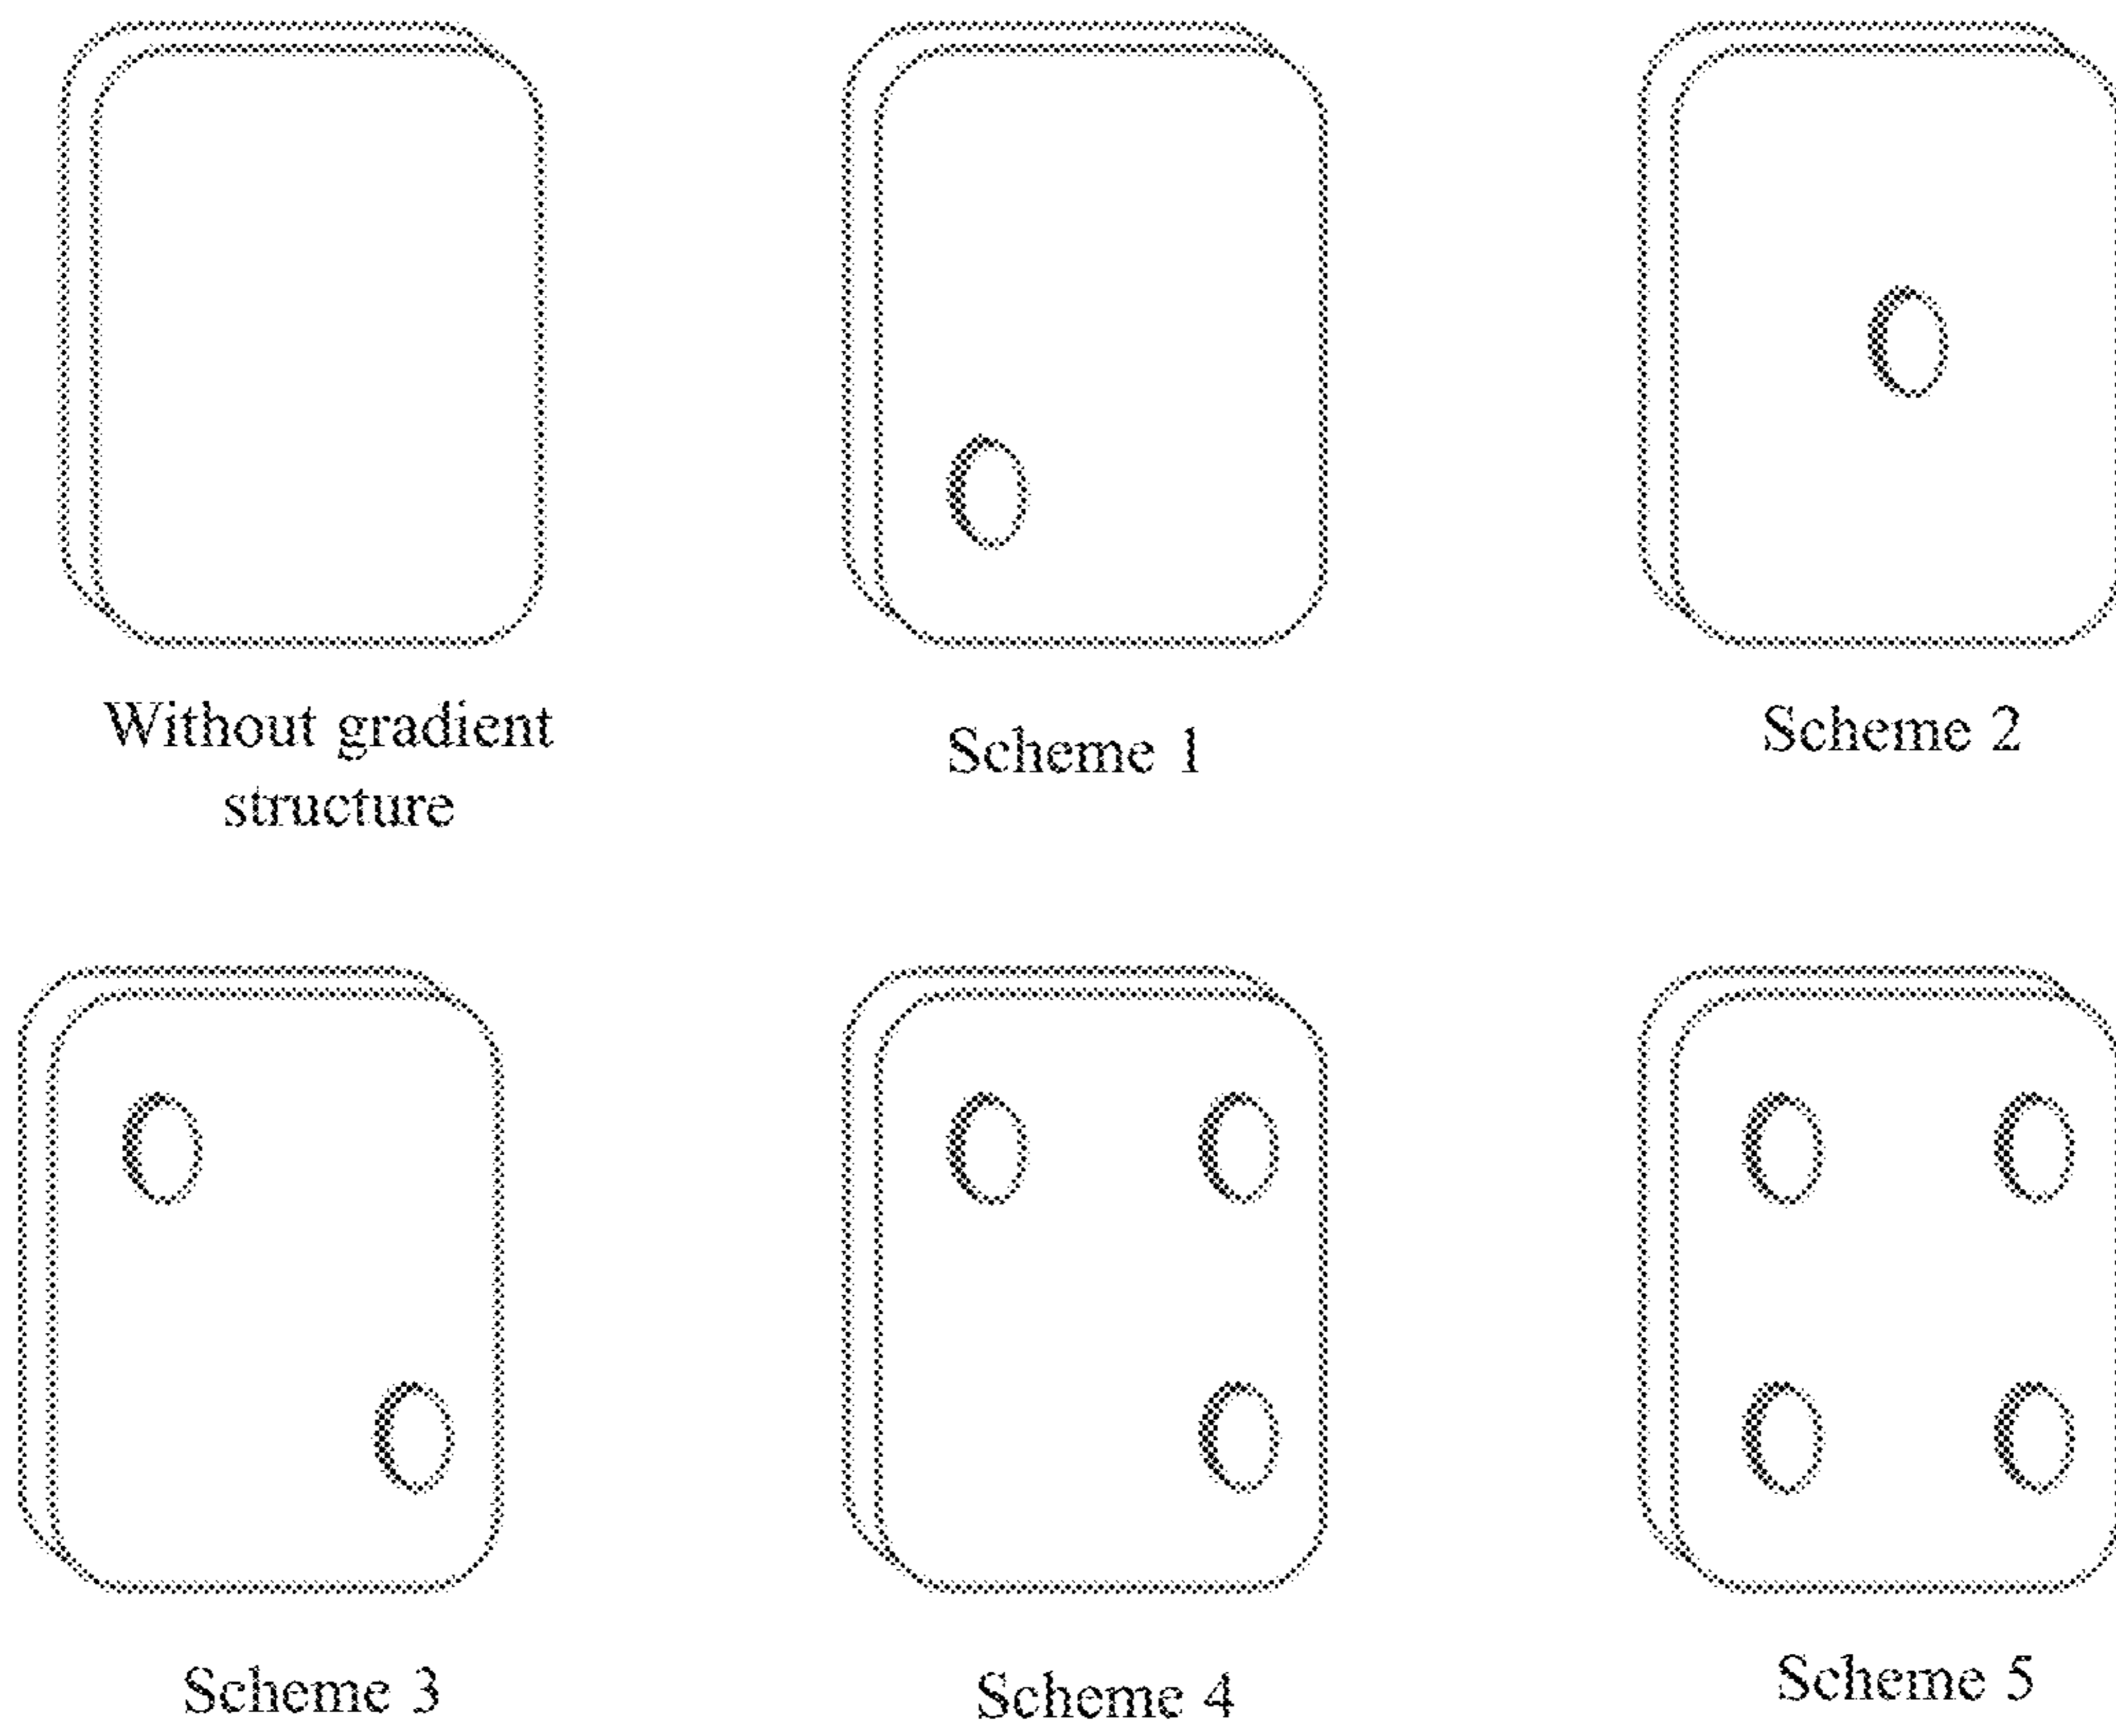 Without gradient
structure
Scheme 1
Scheme 2
Scheme 3
Scheme 4
Scheme 5